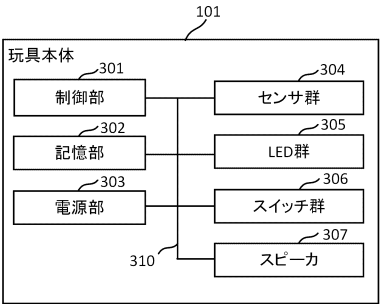 101
玩具本体
301
制御部
302
記憶部
303
電源部
304
センサ群
305
LED群
306
スイッチ群
307
スピーカ
310